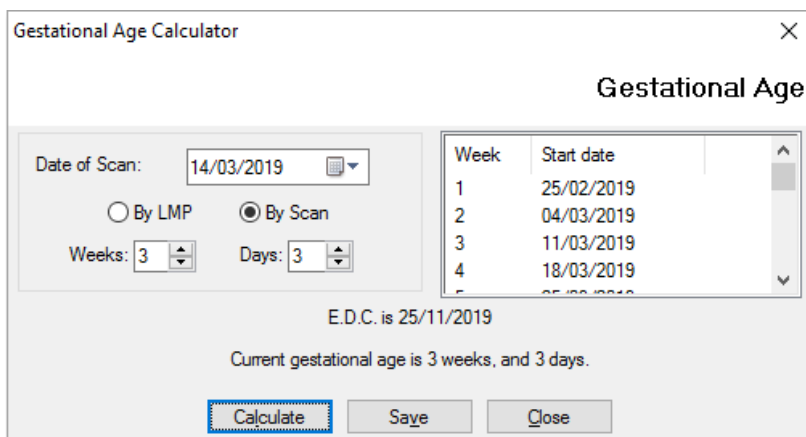 Gestational Age Calculator
Gestational Age
Date of Scan: 14/03/2019
By LMP By Scan
Weeks: 3 Days: 3
Week Start date
1 25/02/2019
2 04/03/2019
3 11/03/2019
4 18/03/2019
E.D.C. is 25/11/2019
Current gestational age is 3 weeks, and 3 days.
Calculate Save Close